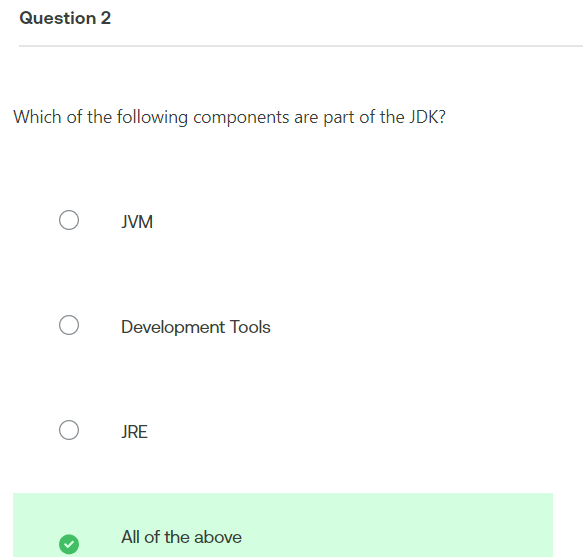 Question 2
Which of the following components are part of the JDK?
JVM
Development Tools
JRE
All of the above